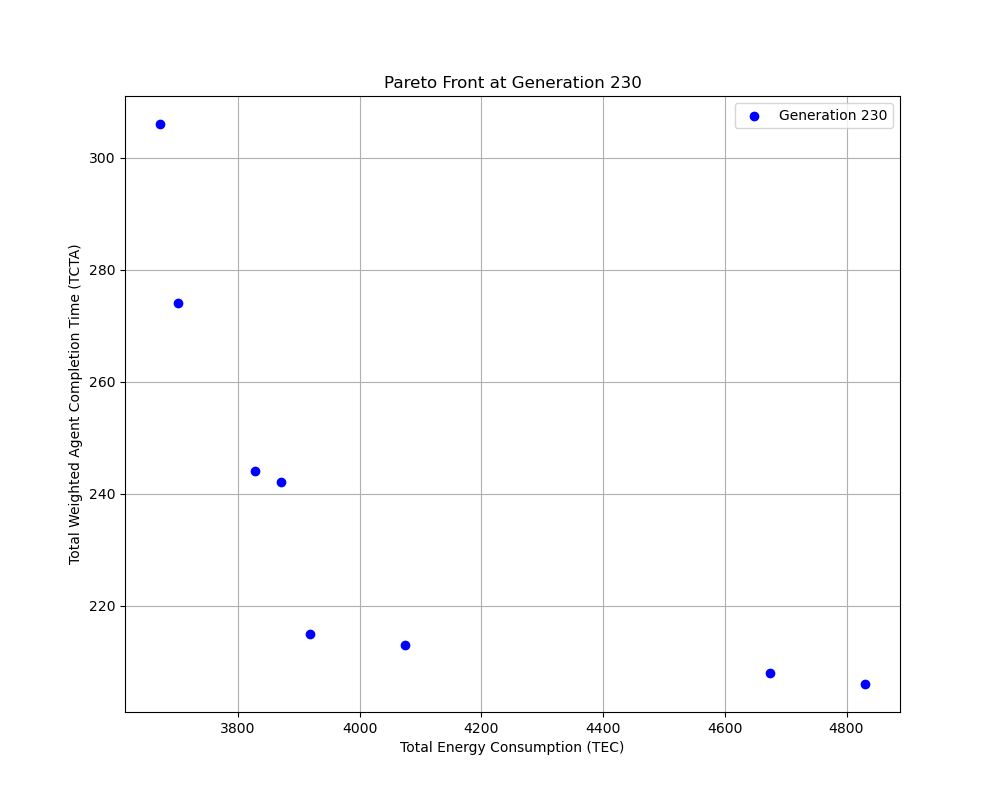 Pareto Front at Generation 230
Generation 230
Total Weighted Agent Completion Time (TCTA)
300
280
260
240
220
3800
4000
4200
4400
4600
4800
Total Energy Consumption (TEC)